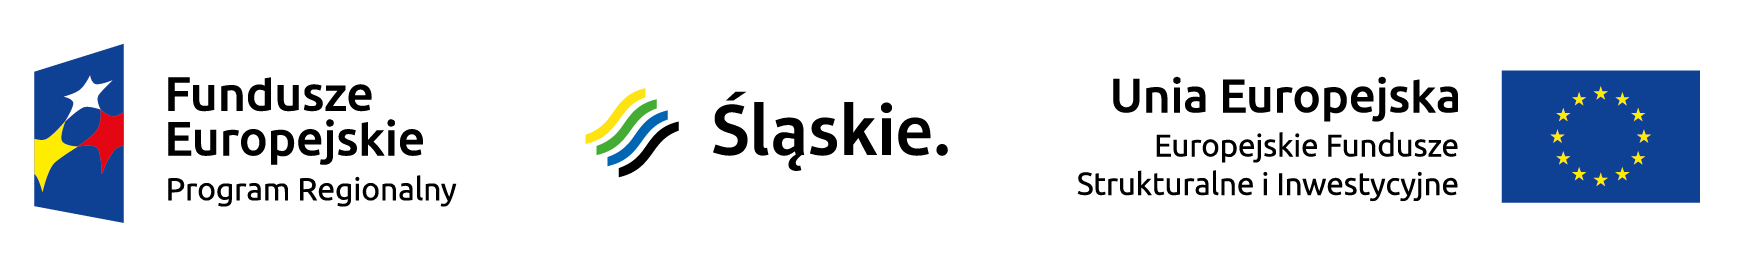 Fundusze
Europejskie
Program Regionalny
Śląskie.
Unia Europejska
Europejskie Fundusze
Strukturalne i Inwestycyjne